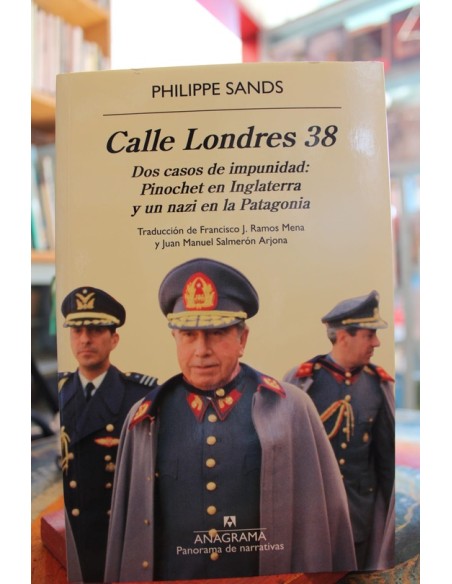 PHILIPPE SANDS
Calle Londres 38
Dos casos de impunidad:
Pinochet en Inglaterra
y un nazi en la Patagonia
Traducción de Francisco J. Ramos Mena
y Juan Manuel Salmerón Arjona
ANAGRAMA
Panorama de narrativas